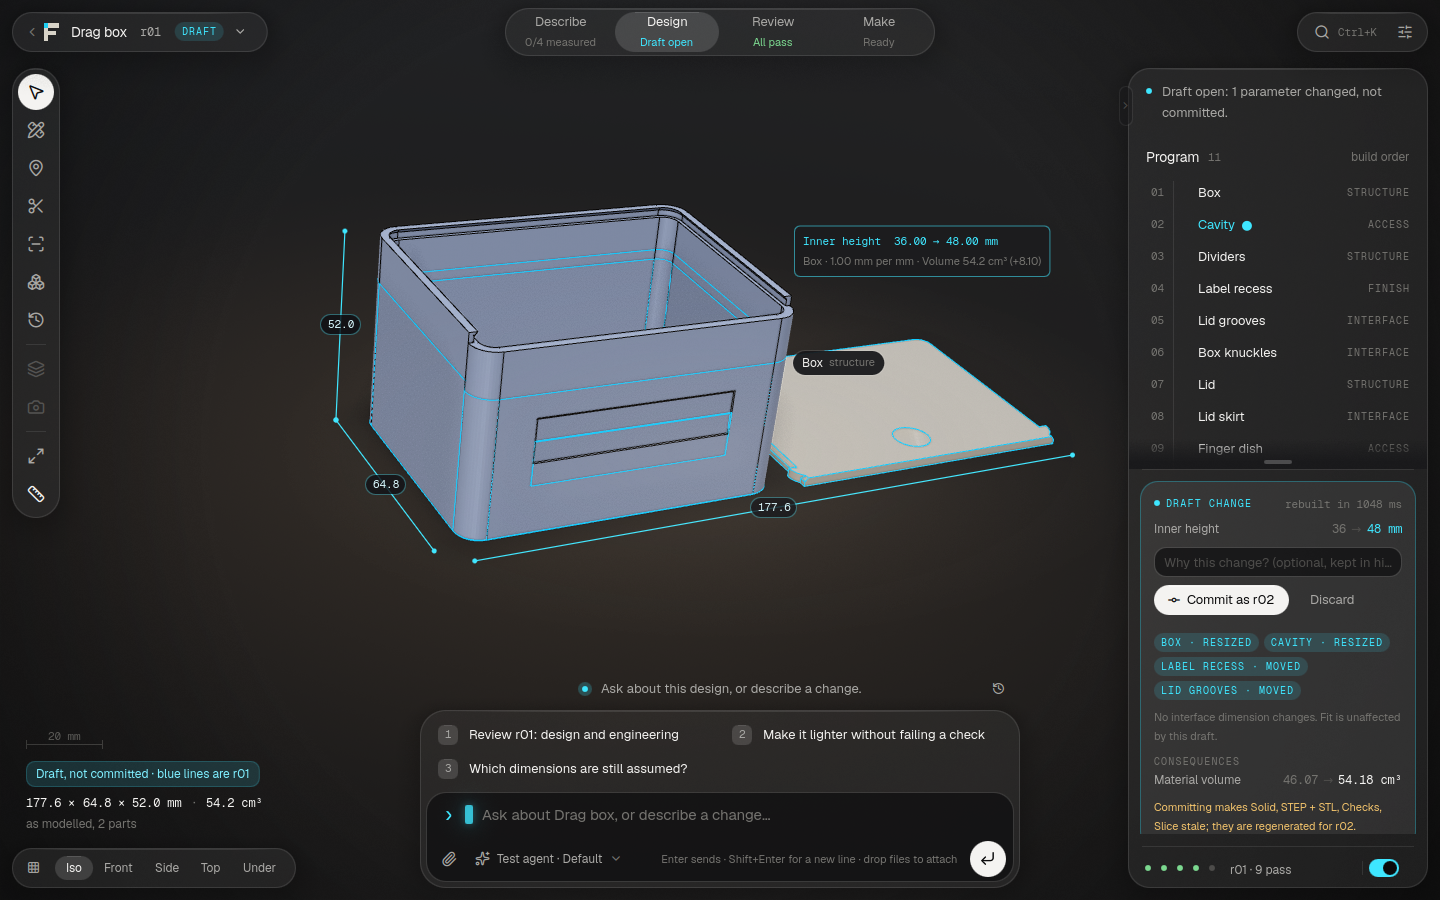 Drag box r01 DRAFT
Describe
0/4 measured
Design
Draft open
Review
All pass
Make
Ready
Ctrl+K
Draft open: 1 parameter changed, not
committed.
Program 11 build order
01 Box STRUCTURE
02 Cavity ACCESS
03 Dividers STRUCTURE
04 Label recess FINISH
05 Lid grooves INTERFACE
06 Box knuckles INTERFACE
07 Lid STRUCTURE
08 Lid skirt INTERFACE
09 Finger dish ACCESS
Inner height 36.00 → 48.00 mm
Box · 1.00 mm per mm · Volume 54.2 cm³ (+8.10)
52.0
Box structure
64.8
177.6
DRAFT CHANGE rebuilt in 1048 ms
Inner height 36 → 48 mm
Why this change? (optional, kept in hi...
Commit as r02 Discard
BOX · RESIZED CAVITY · RESIZED
LABEL RECESS · MOVED
LID GROOVES · MOVED
No interface dimension changes. Fit is unaffected
by this draft.
CONSEQUENCES
Material volume 46.07 → 54.18 cm³
Committing makes Solid, STEP + STL, Checks,
Slice stale; they are regenerated for r02.
r01 · 9 pass
Ask about this design, or describe a change.
1 Review r01: design and engineering
2 Make it lighter without failing a check
3 Which dimensions are still assumed?
Ask about Drag box, or describe a change...
Test agent · Default
Enter sends · Shift+Enter for a new line · drop files to attach
20 mm
Draft, not committed · blue lines are r01
177.6 × 64.8 × 52.0 mm · 54.2 cm³
as modelled, 2 parts
Iso Front Side Top Under